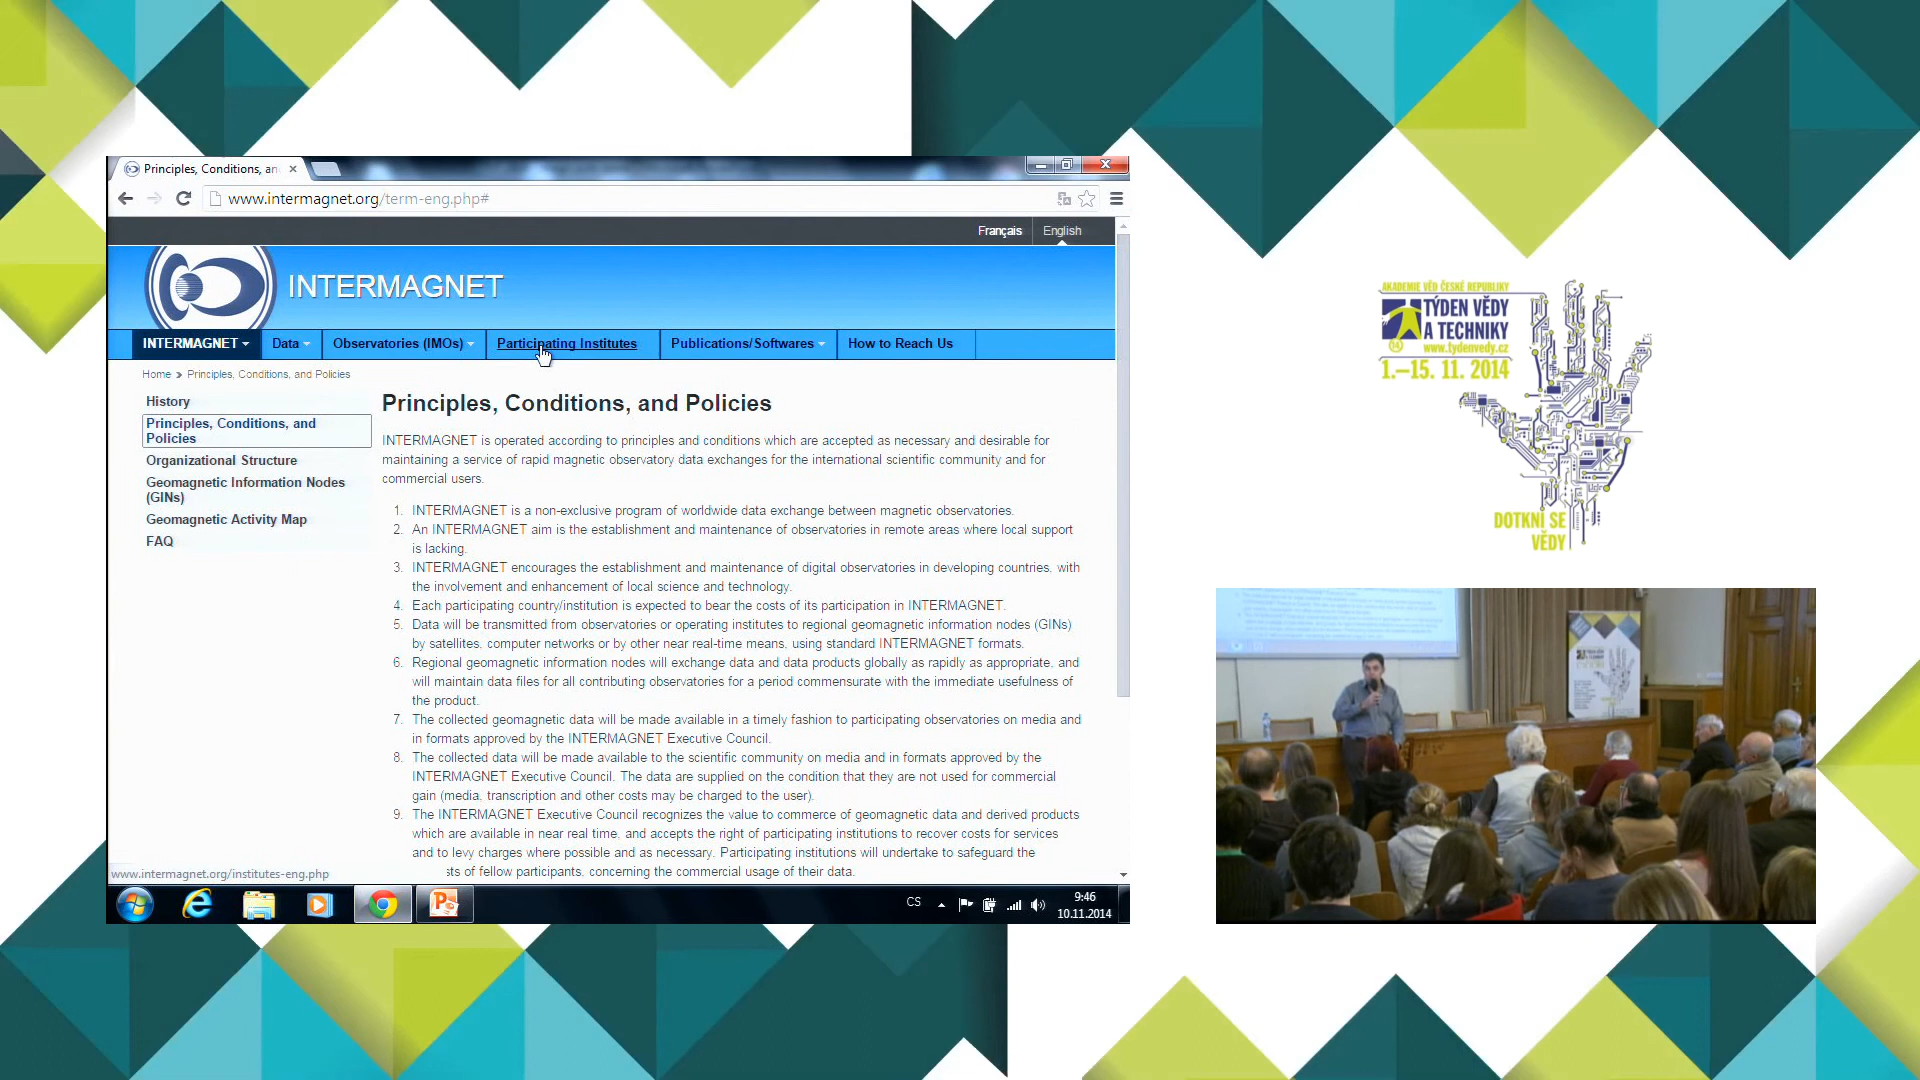 Principles, Conditions, an
www.intermagnet.org/term-eng.php#
Français English
INTERMAGNET
INTERMAGNET Data Observatories (IMOs) Participating Institutes Publications/Softwares How to Reach Us
Home » Principles, Conditions, and Policies
History
Principles, Conditions, and
Policies
Organizational Structure
Geomagnetic Information Nodes
(GINs)
Geomagnetic Activity Map
FAQ
Principles, Conditions, and Policies
INTERMAGNET is operated according to principles and conditions which are accepted as necessary and desirable for
maintaining a service of rapid magnetic observatory data exchanges for the international scientific community and for
commercial users.
1. INTERMAGNET is a non-exclusive program of worldwide data exchange between magnetic observatories.
2. An INTERMAGNET aim is the establishment and maintenance of observatories in remote areas where local support
is lacking.
3. INTERMAGNET encourages the establishment and maintenance of digital observatories in developing countries, with
the involvement and enhancement of local science and technology.
4. Each participating country/institution is expected to bear the costs of its participation in INTERMAGNET.
5. Data will be transmitted from observatories or operating institutes to regional geomagnetic information nodes (GINs)
by satellites, computer networks or by other near real-time means, using standard INTERMAGNET formats.
6. Regional geomagnetic information nodes will exchange data and data products globally as rapidly as appropriate, and
will maintain data files for all contributing observatories for a period commensurate with the immediate usefulness of
the product.
7. The collected geomagnetic data will be made available in a timely fashion to participating observatories on media and
in formats approved by the INTERMAGNET Executive Council.
8. The collected data will be made available to the scientific community on media and in formats approved by the
INTERMAGNET Executive Council. The data are supplied on the condition that they are not used for commercial
gain (media, transcription and other costs may be charged to the user).
9. The INTERMAGNET Executive Council recognizes the value to commerce of geomagnetic data and derived products
which are available in near real time, and accepts the right of participating institutions to recover costs for services
and to levy charges where possible and as necessary. Participating institutions will undertake to safeguard the
sts of fellow participants, concerning the commercial usage of their data.
www.intermagnet.org/institutes-eng.php
CS
9:46
10.11.2014
AKADEMIE VĚD ČESKÉ REPUBLIKY
TÝDEN VĚDY
A TECHNIKY
www.tydenvedy.cz
1.–15. 11. 2014
DOTKNI SE
VĚDY